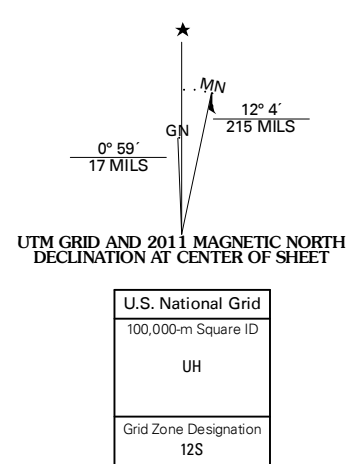 MN
12° 4´
215 MILS
GN
0° 59´
17 MILS
UTM GRID AND 2011 MAGNETIC NORTH
DECLINATION AT CENTER OF SHEET
U.S. National Grid
100,000-m Square ID
UH
Grid Zone Designation
12S